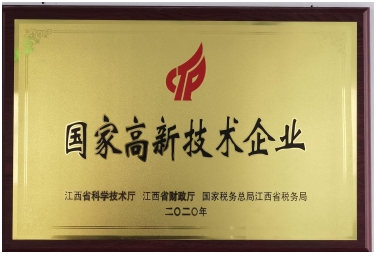 国家高新技术企业
江西省科学技术厅 江西省财政厅 国家税务总局江西省税务局
二〇二〇年